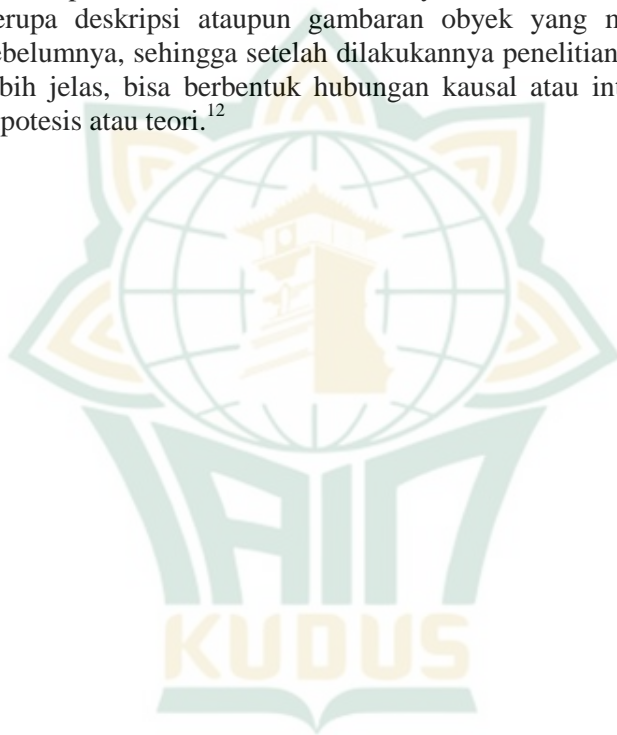 erupa deskripsi ataupun gambaran obyek yang
ebelumnya, sehingga setelah dilakukannya penelitian
bih jelas, bisa berbentuk hubungan kausal atau
potesis atau teori.12
IAIN
KUDUS